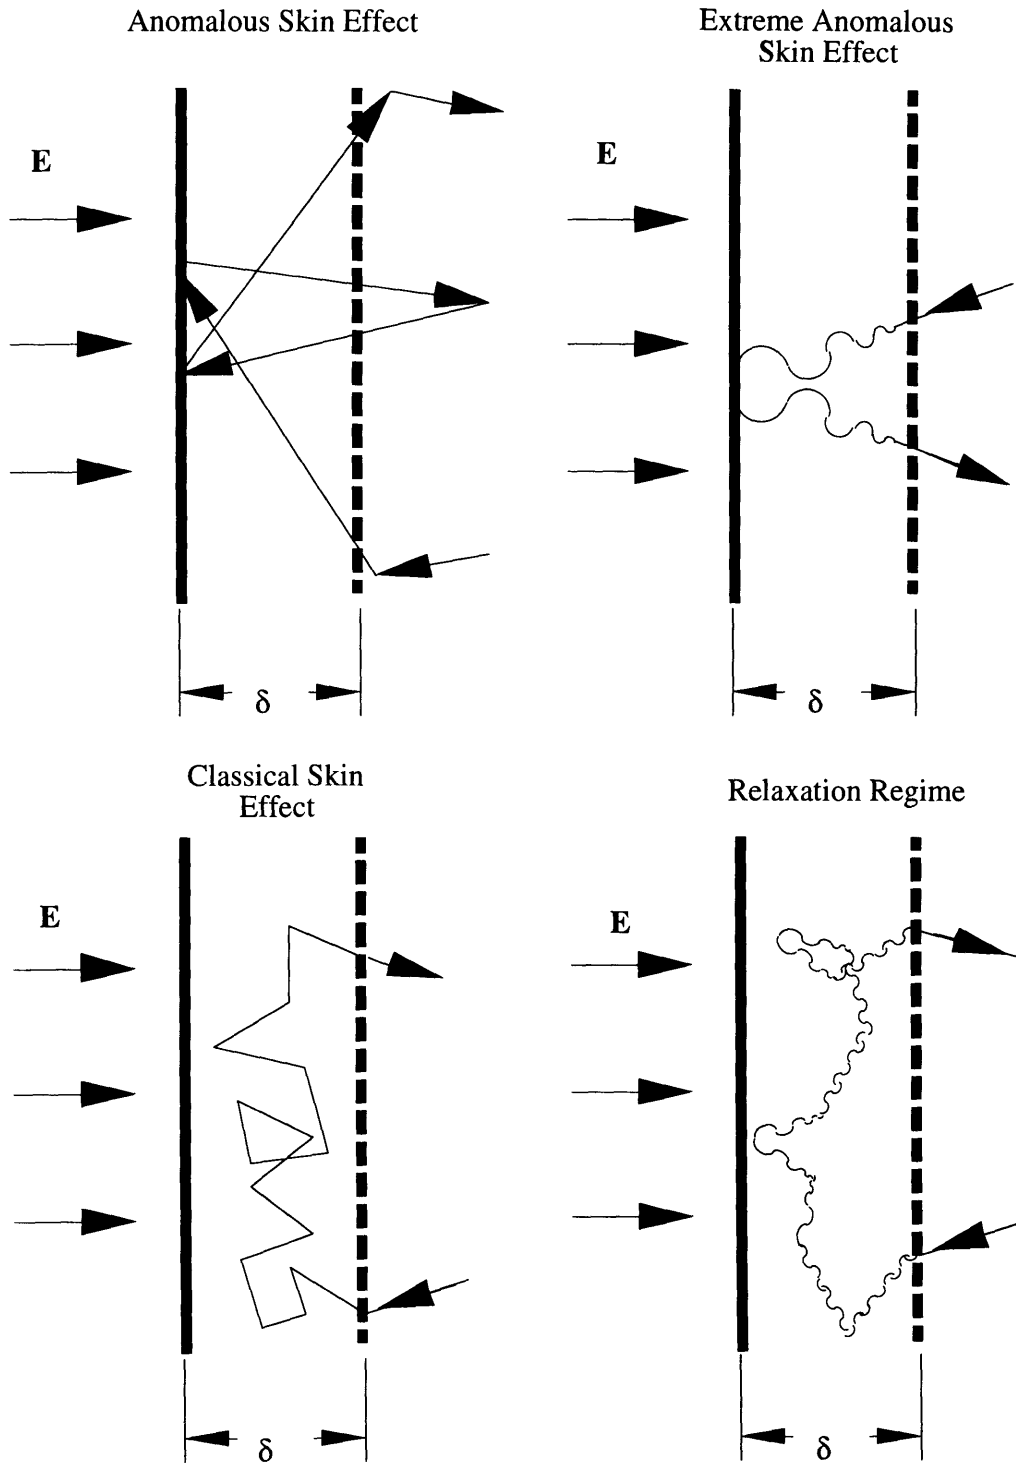 Anomalous Skin Effect
E
δ
Extreme Anomalous
Skin Effect
E
δ
Classical Skin
Effect
E
δ
Relaxation Regime
E
δ